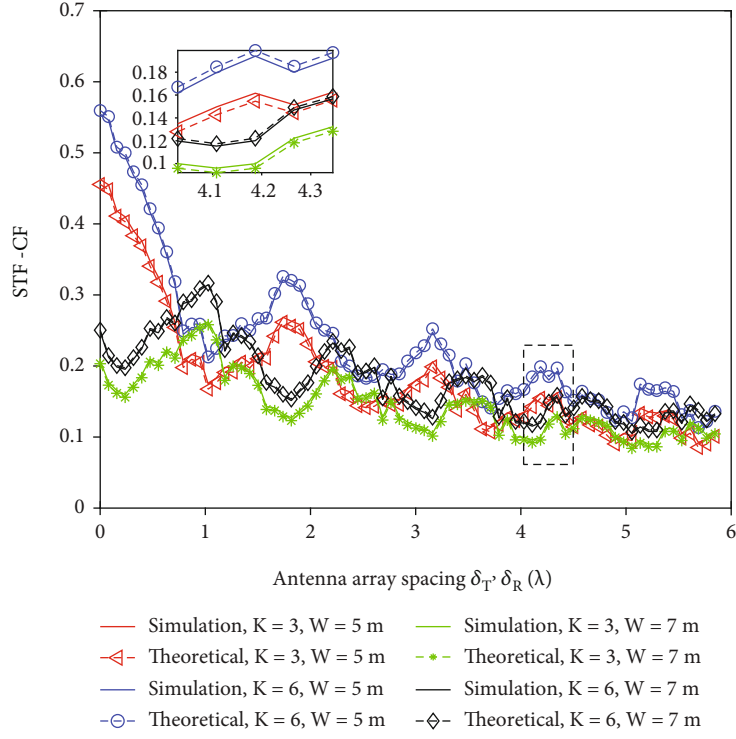 0.7
0.6
0.5
0.4
0.3
0.2
0.1
0
STF -CF
0.18
0.16
0.14
0.12
0.1
4.1 4.2 4.3
0 1 2 3 4 5 6
Antenna array spacing δT, δR (λ)
Simulation, K = 3, W = 5 m
Theoretical, K = 3, W = 5 m
Simulation, K = 6, W = 5 m
Theoretical, K = 6, W = 5 m
Simulation, K = 3, W = 7 m
Theoretical, K = 3, W = 7 m
Simulation, K = 6, W = 7 m
Theoretical, K = 6, W = 7 m